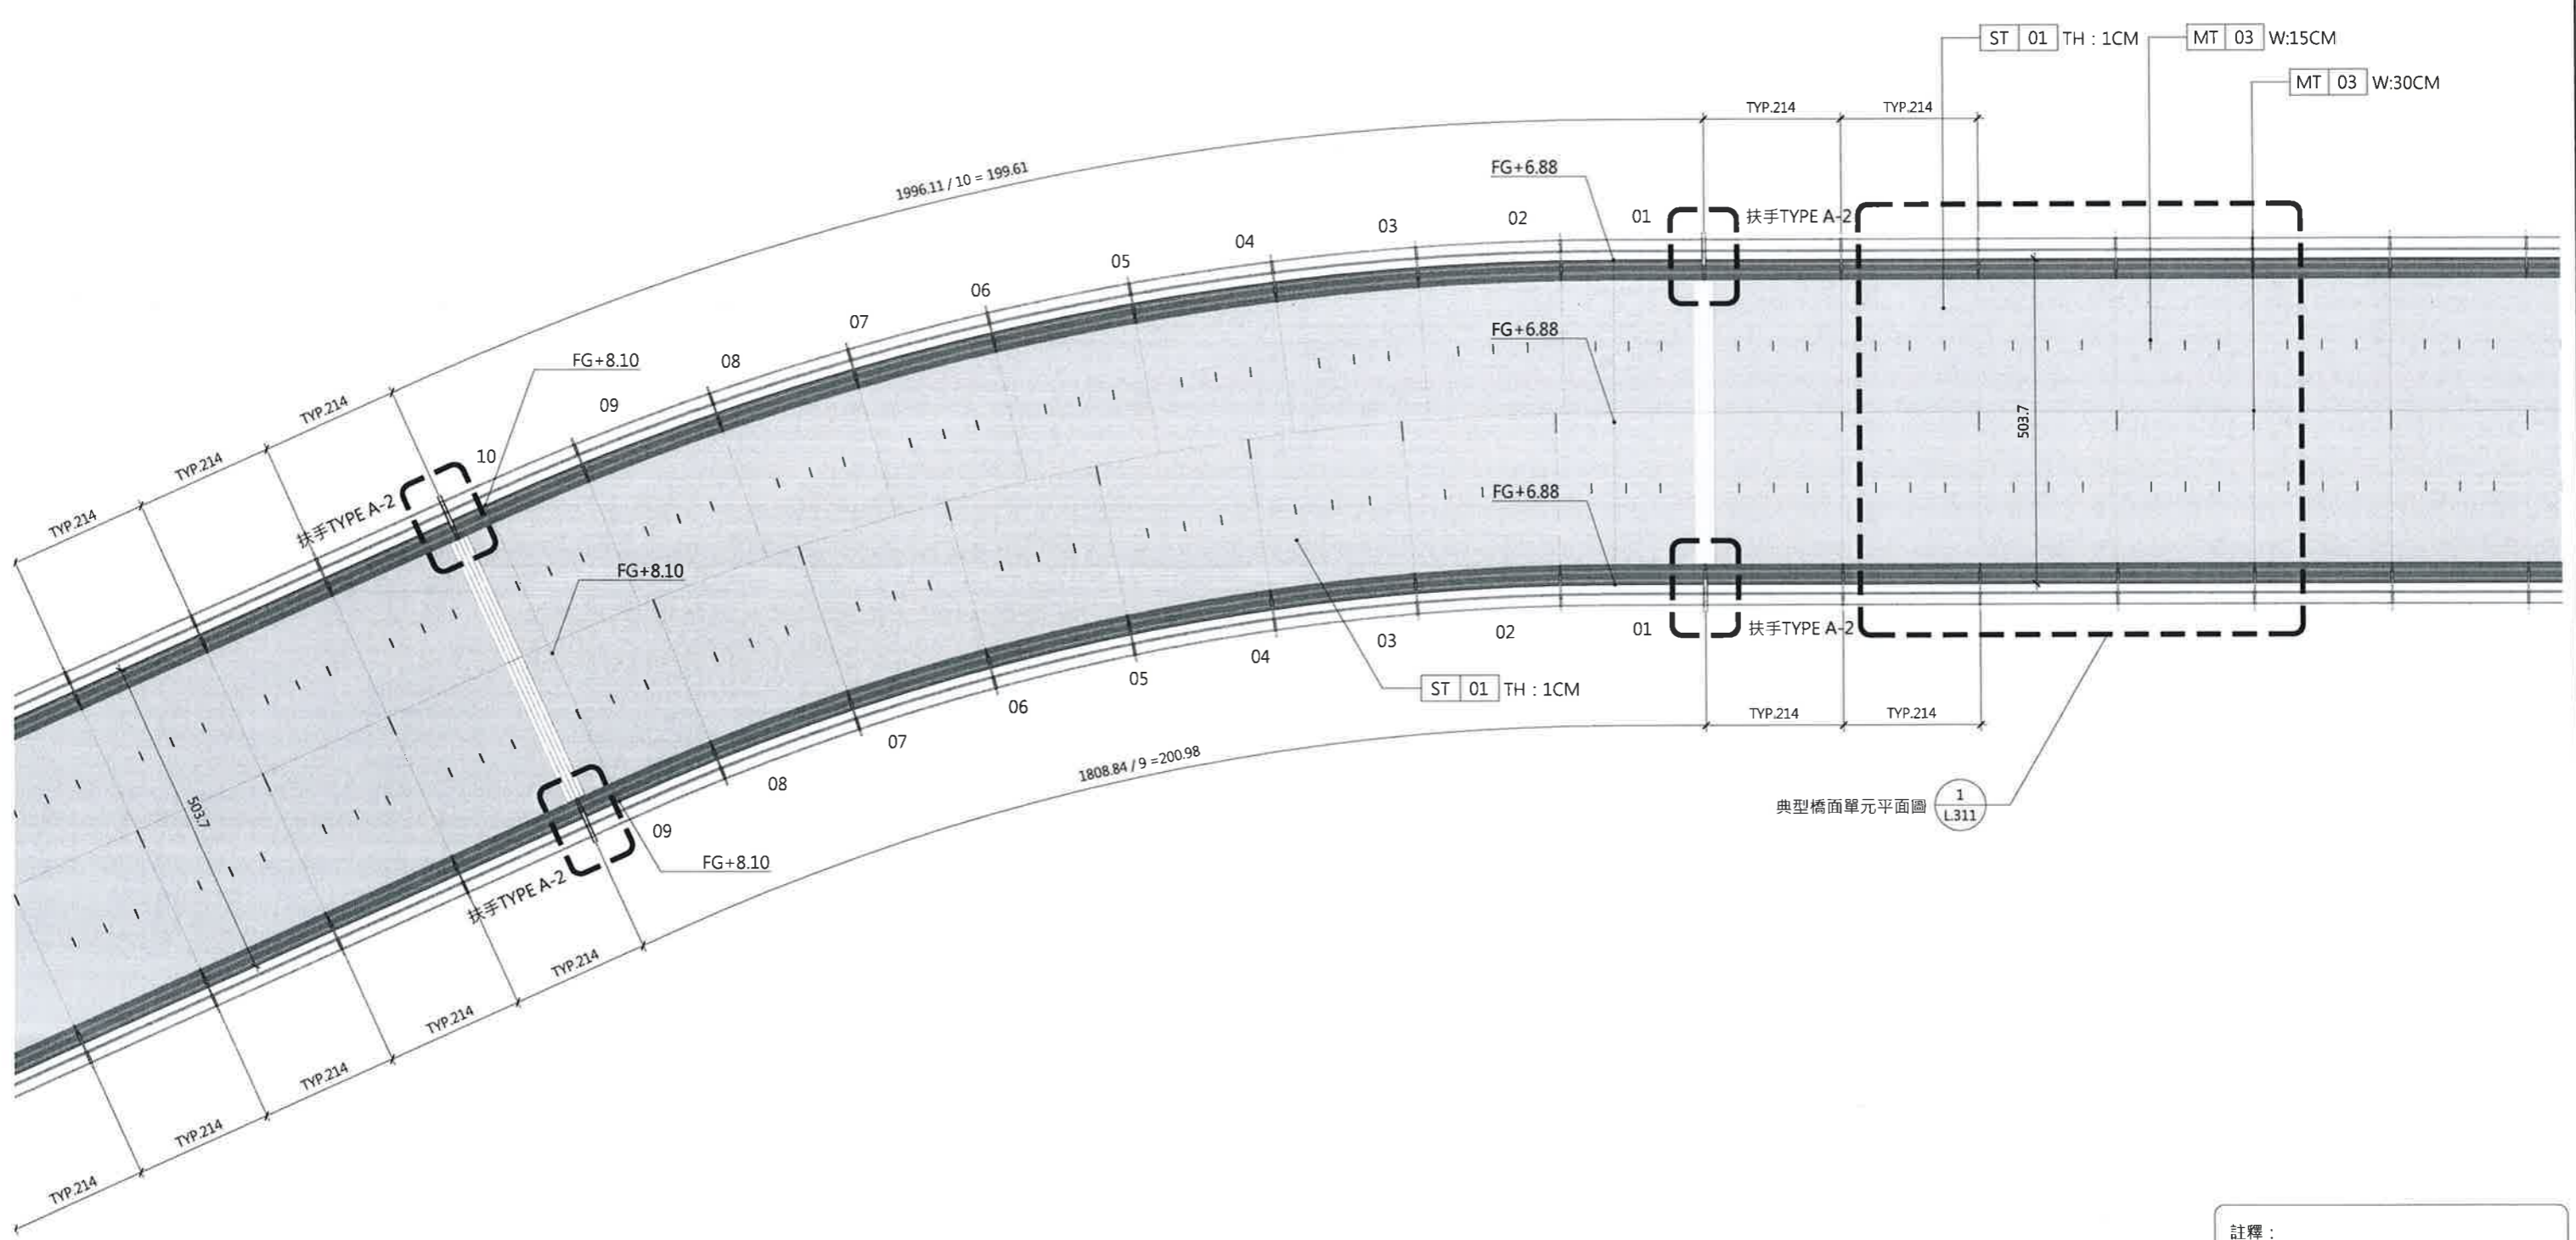 ST 01 TH : 1CM
MT 03 W:15CM
MT 03 W:30CM
TYP.214
TYP.214
1996.11 / 10 = 199.61
FG+6.88
扶手TYPE A-2
01
02
03
04
05
06
07
08
09
10
FG+8.10
TYP.214
TYP.214
TYP.214
扶手TYPE A-2
FG+6.88
503.7
FG+6.88
FG+8.10
503.7
扶手TYPE A-2
01
02
03
04
05
06
07
08
09
ST 01 TH : 1CM
TYP.214
TYP.214
1808.84 / 9 =200.98
典型橋面單元平面圖
1
L.311
FG+8.10
扶手TYPE A-2
TYP.214
TYP.214
TYP.214
TYP.214
TYP.214
註釋：